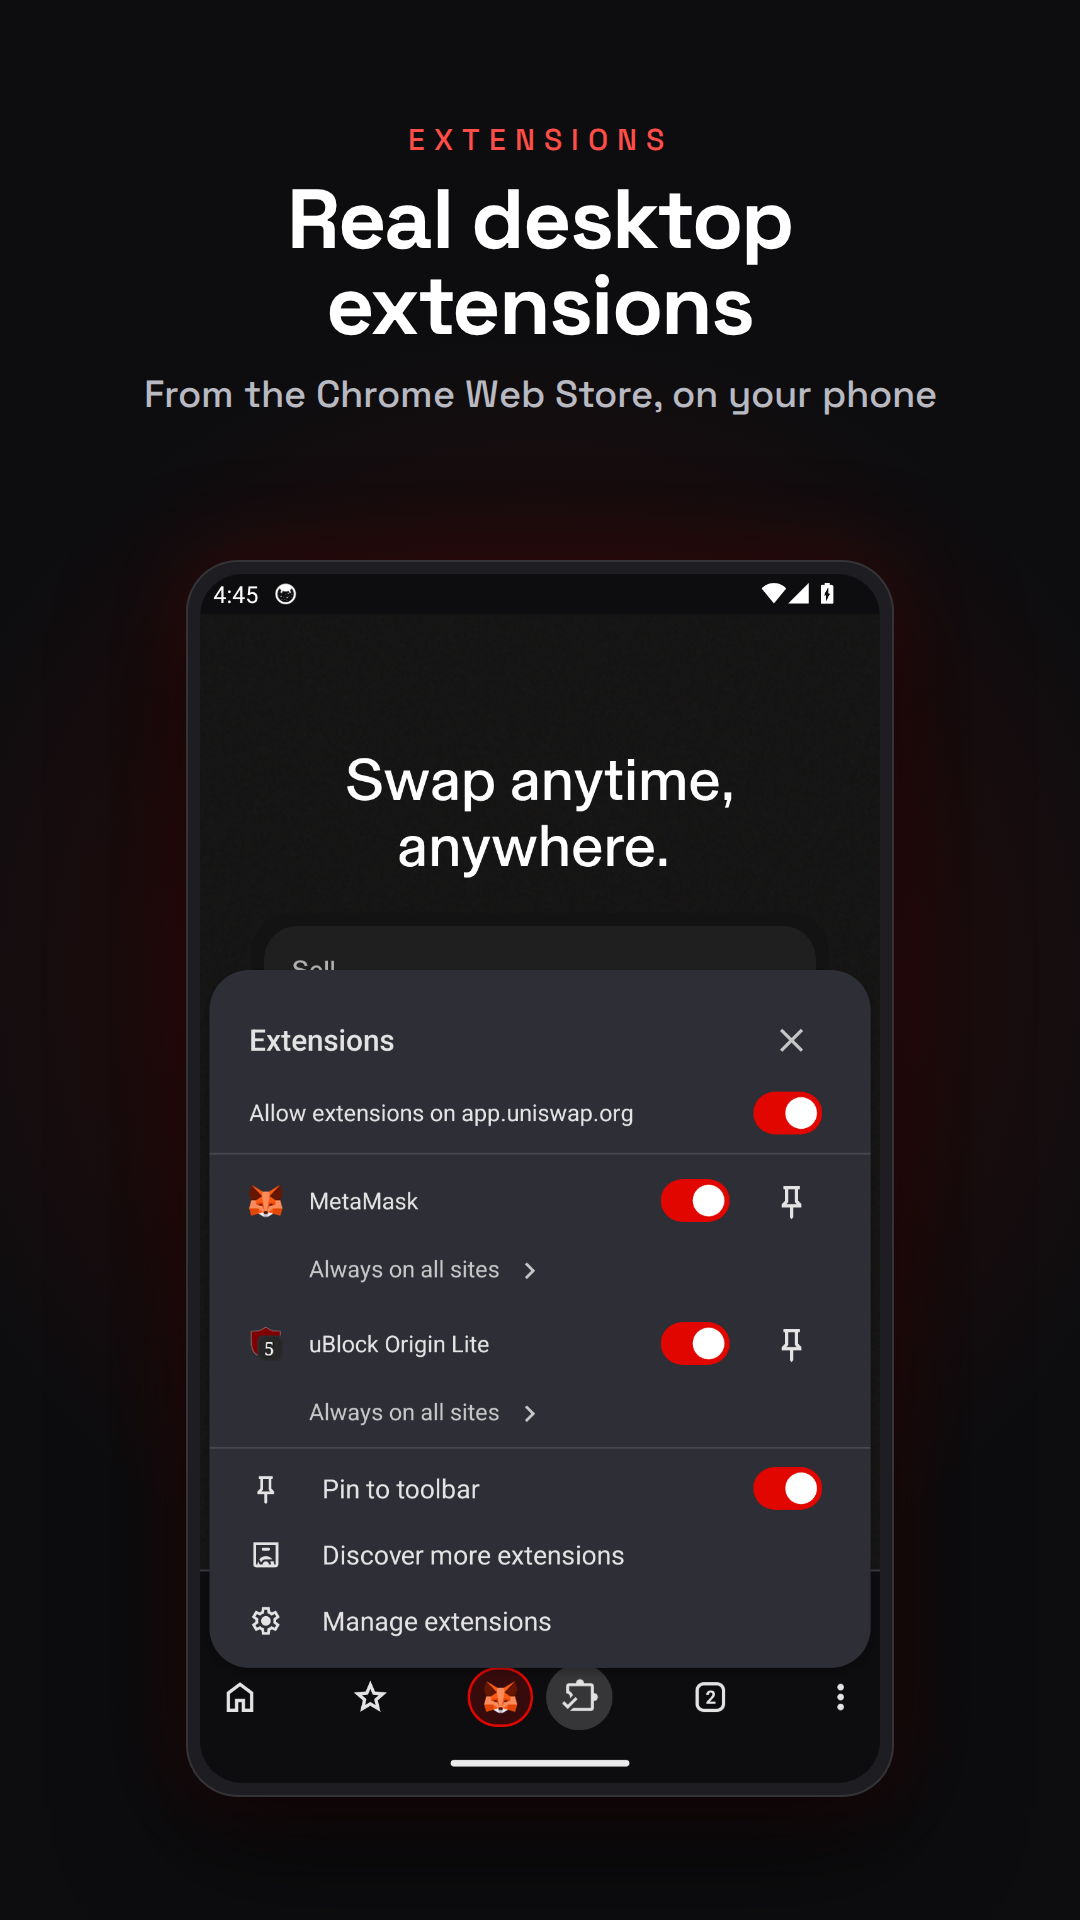 EXTENSIONS
Real desktop
extensions
From the Chrome Web Store, on your phone
4:45
Swap anytime,
anywhere.
Sell
Extensions
Allow extensions on app.uniswap.org
MetaMask
Always on all sites
5
uBlock Origin Lite
Always on all sites
Pin to toolbar
Discover more extensions
Manage extensions
2